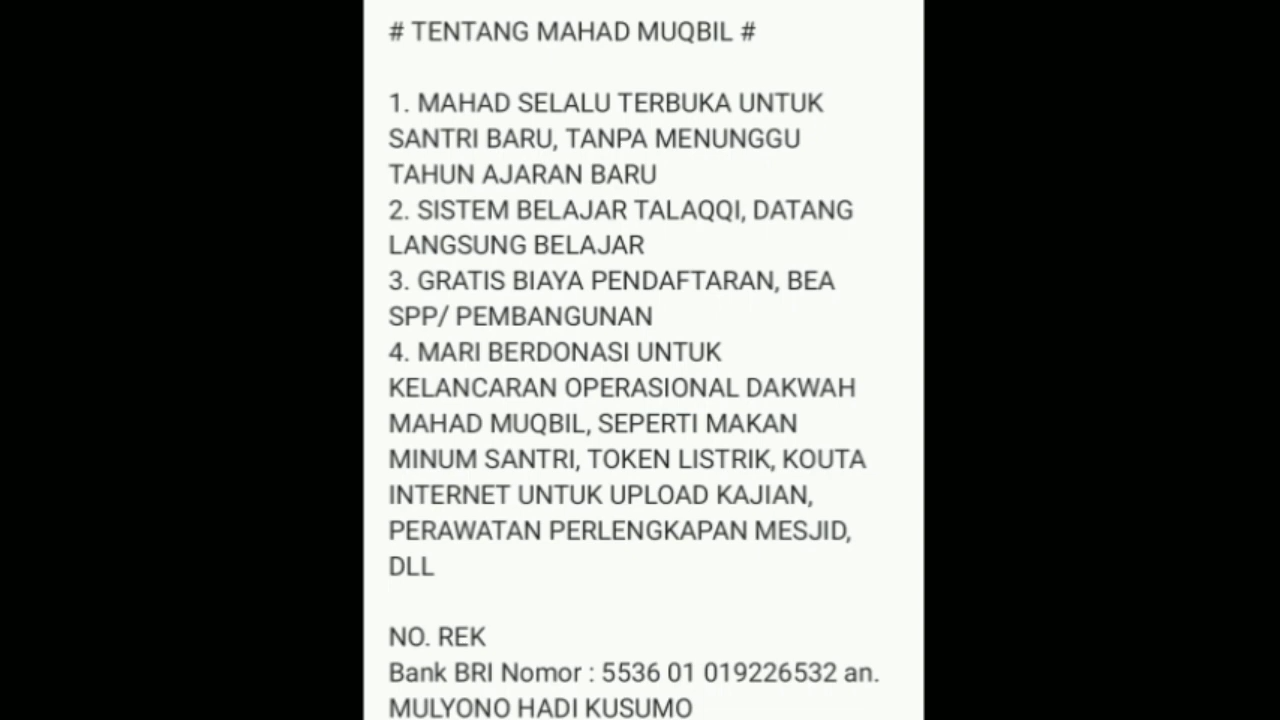 # TENTANG MAHAD MUQBIL #
1. MAHAD SELALU TERBUKA UNTUK
SANTRI BARU, TANPA MENUNGGU
TAHUN AJARAN BARU
2. SISTEM BELAJAR TALAQQI, DATANG
LANGSUNG BELAJAR
3. GRATIS BIAYA PENDAFTARAN, BEA
SPP/ PEMBANGUNAN
4. MARI BERDONASI UNTUK
KELANCARAN OPERASIONAL DAKWAH
MAHAD MUQBIL, SEPERTI MAKAN
MINUM SANTRI, TOKEN LISTRIK, KOUTA
INTERNET UNTUK UPLOAD KAJIAN,
PERAWATAN PERLENGKAPAN MESJID,
DLL
NO. REK
Bank BRI Nomor : 5536 01 019226532 an.
MULYONO HADI KUSUMO